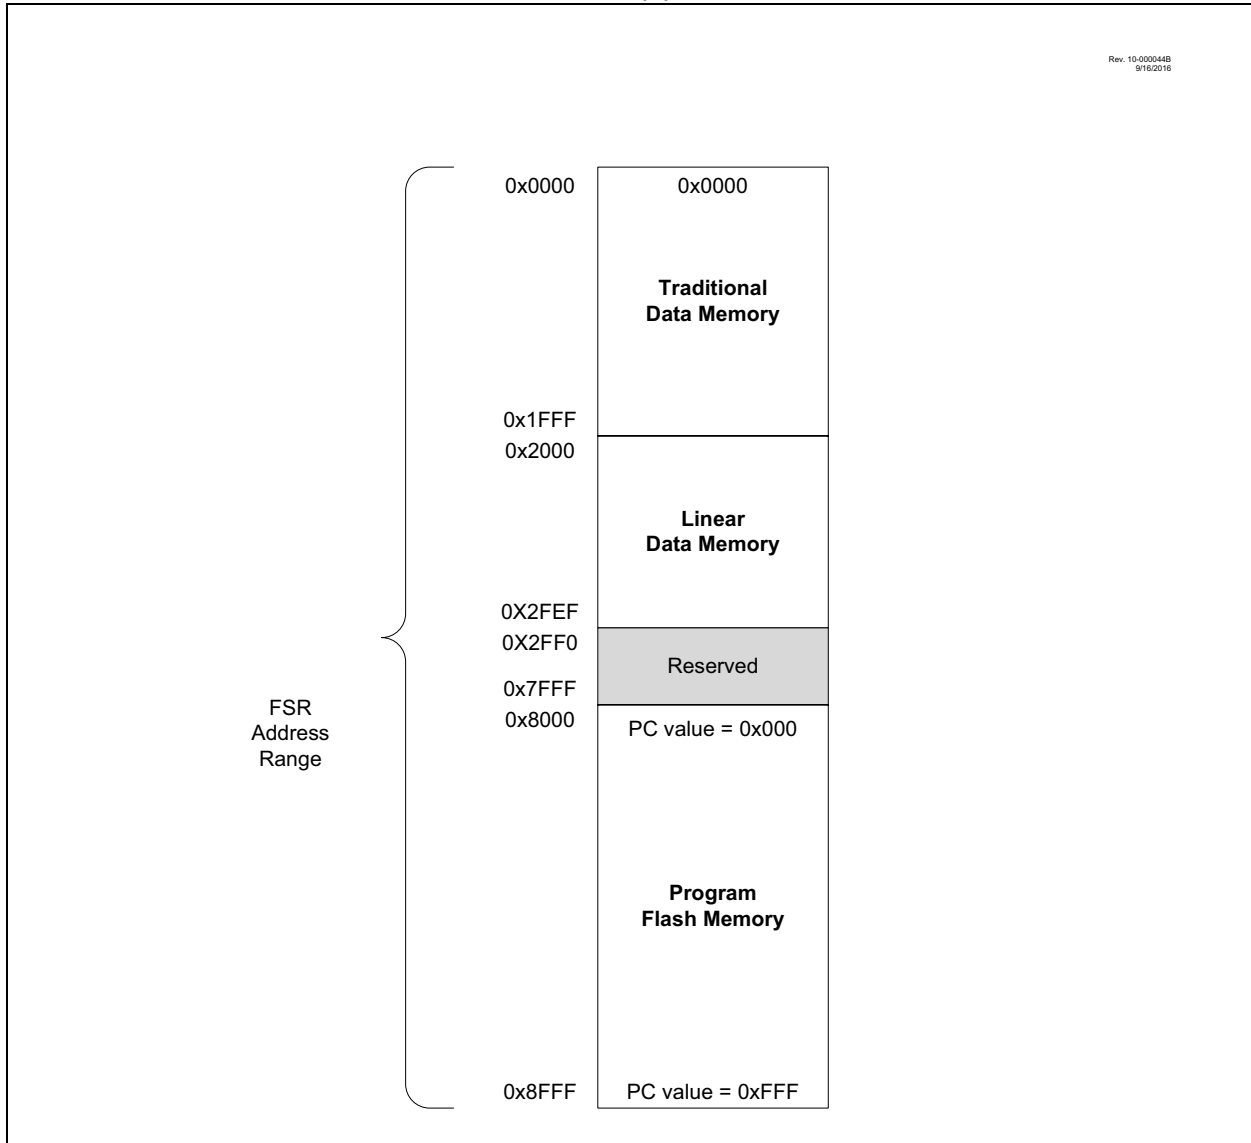 Rev. 10-000044B
9/16/2016
0x0000
0x0000
Traditional
Data Memory
0x1FFF
0x2000
Linear
Data Memory
0X2FEF
0X2FF0
Reserved
0x7FFF
0x8000
PC value = 0x000
FSR
Address
Range
Program
Flash Memory
0x8FFF
PC value = 0xFFF